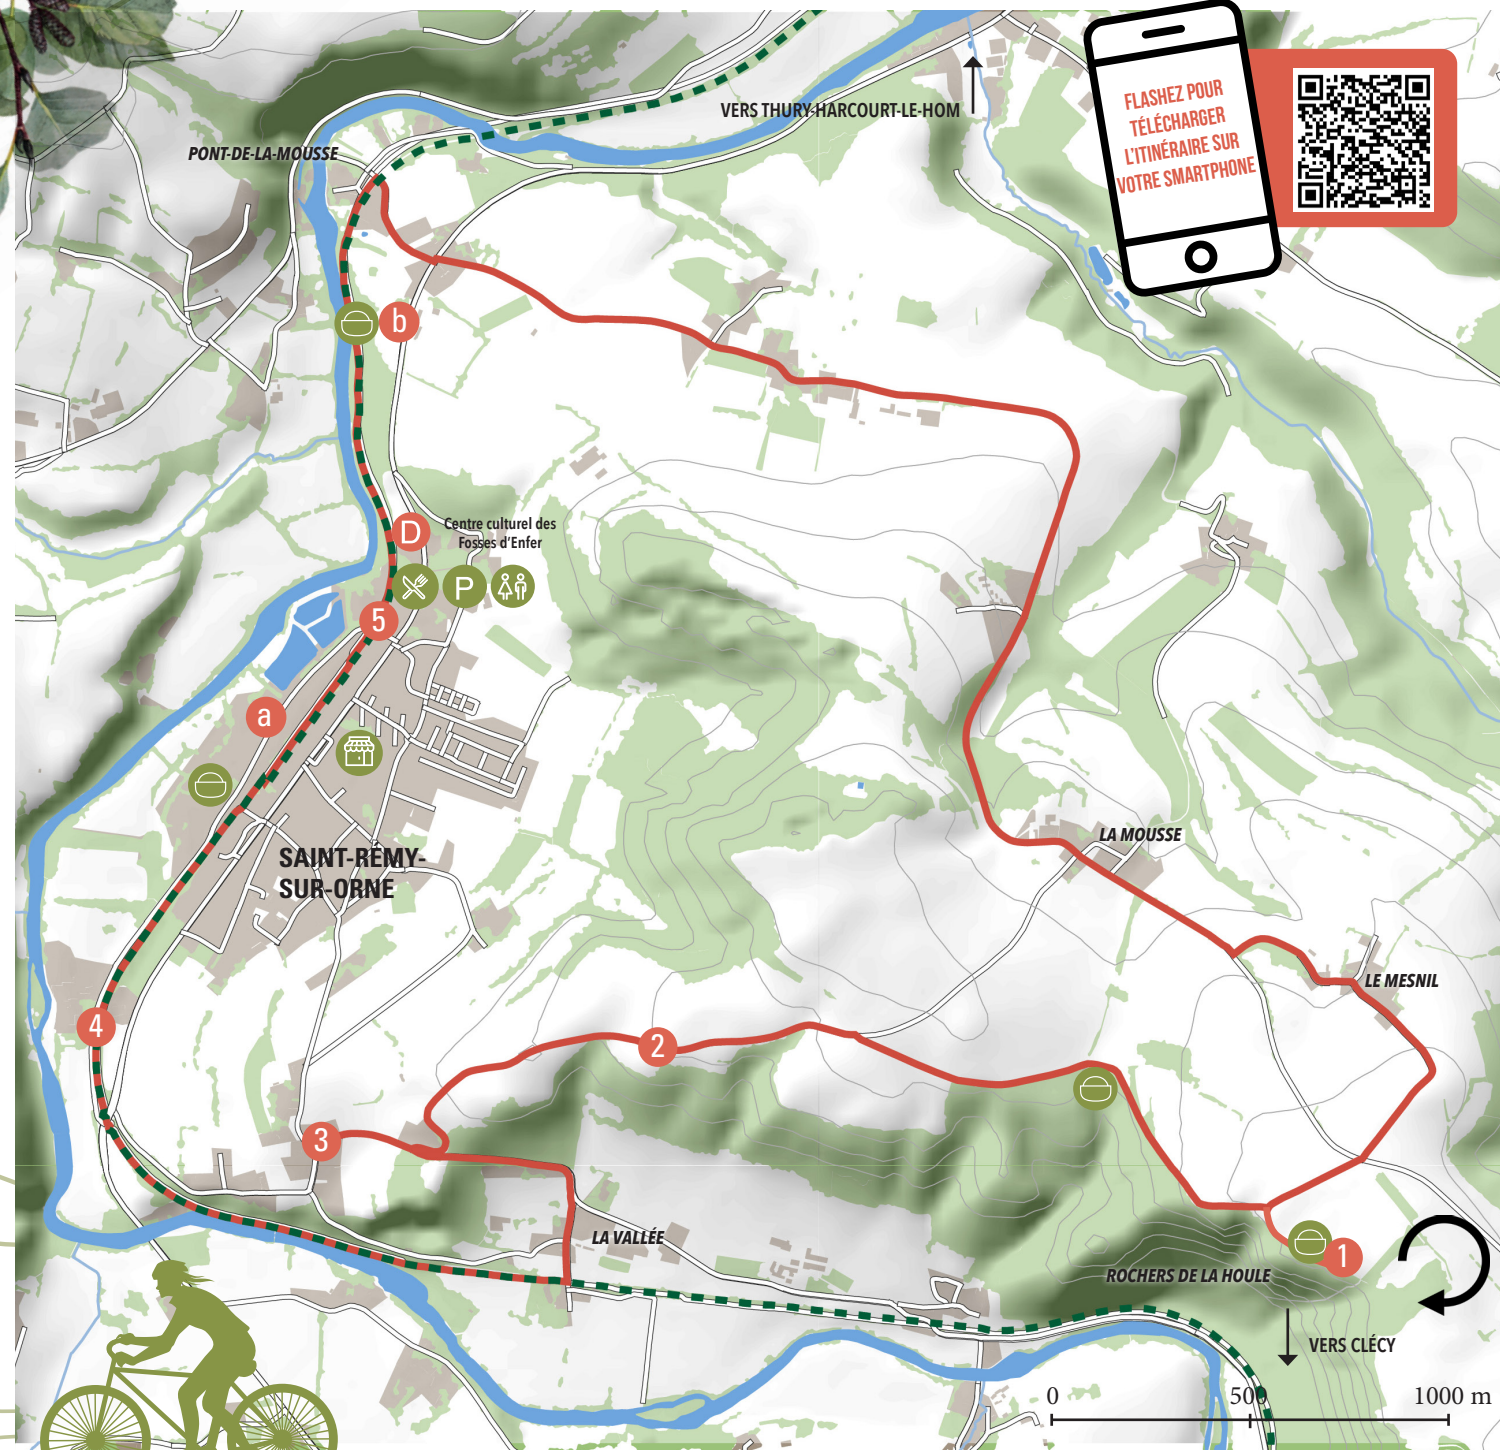 FLASHEZ POUR
TÉLÉCHARGER
L'ITINÉRAIRE SUR
VOTRE SMARTPHONE
VERS THURY-HARCOURT-LE-HOM
PONT-DE-LA-MOUSSE
b
D
Centre culturel des
Fosses d'Enfer
P
5
a
SAINT-RÉMY-
SUR-ORNE
LA MOUSSE
LE MESNIL
4
2
3
LA VALLÉE
1
ROCHERS DE LA HOULE
VERS CLÉCY
0 500 1000 m